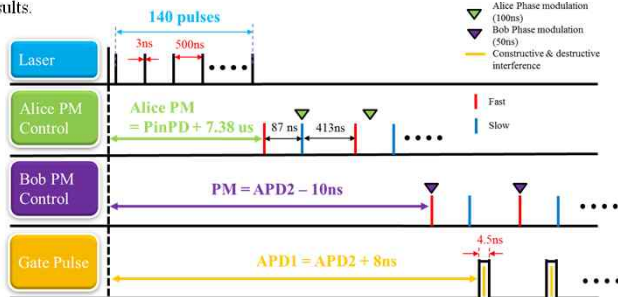 sults.
140 pulses
Laser
3ns
500ns
Alice Phase modulation
(100ns)
Bob Phase modulation
(50ns)
Constructive & destructive
interference
Fast
Slow
Alice PM
Control
Alice PM
= PinPD + 7.38 us
87 ns
413ns
Bob PM
Control
PM = APD2 – 10ns
Gate Pulse
APD1 = APD2 + 8ns
4.5ns